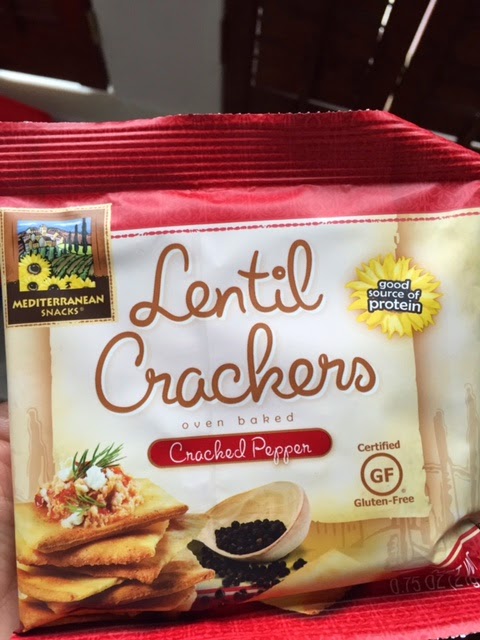 MEDITERRANEAN
SNACKS®
Lentil
Crackers
oven baked
Cracked Pepper
good
source of
protein
Certified
GF
Gluten-Free